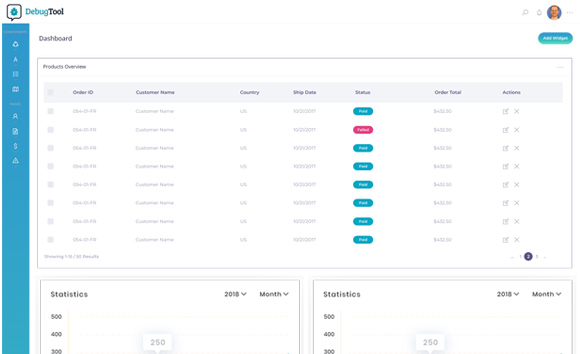 DebugTool
Dashboard
Add Widget
Products Overview
Order ID Customer Name Country Ship Date Status Order Total Actions
054-01-FR Customer Name US 10/21/2017 Paid $432.50
054-01-FR Customer Name US 10/21/2017 Failed $432.50
054-01-FR Customer Name US 10/21/2017 Paid $432.50
054-01-FR Customer Name US 10/21/2017 Paid $432.50
054-01-FR Customer Name US 10/21/2017 Paid $432.50
054-01-FR Customer Name US 10/21/2017 Paid $432.50
054-01-FR Customer Name US 10/21/2017 Paid $432.50
054-01-FR Customer Name US 10/21/2017 Paid $432.50
Results
1 2 3
Statistics 2018 Month Statistics 2018 Month
500 500
400 250 400 250
300 300